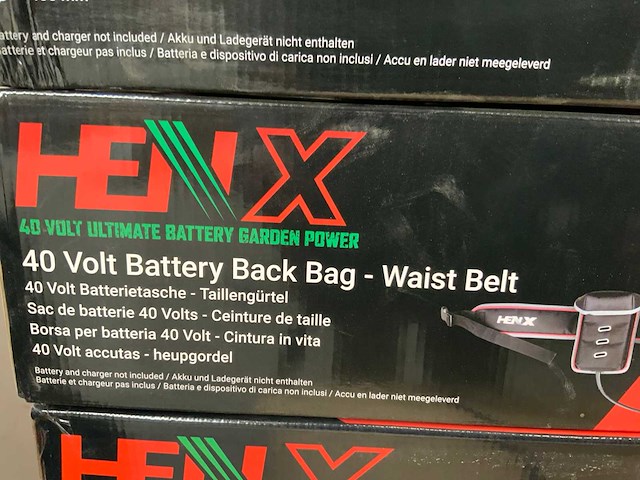 attery and charger not included / Akku und Ladegerät nicht enthalten
atterie et chargeur pas inclus / Batteria e dispositivo di carica non inclusi / Accu en lader niet meegeleverd
HENX
40 VOLT ULTIMATE BATTERY GARDEN POWER
40 Volt Battery Back Bag - Waist Belt
40 Volt Batterietasche - Taillengürtel
Sac de batterie 40 Volts - Ceinture de taille
Borsa per batteria 40 Volt - Cintura in vita
40 Volt accutas - heupgordel
HENX
Battery and charger not included / Akku und Ladegerät nicht enthalten
Batterie et chargeur pas inclus / Batteria e dispositivo di carica non inclusi / Accu en lader niet meegeleverd
HENX